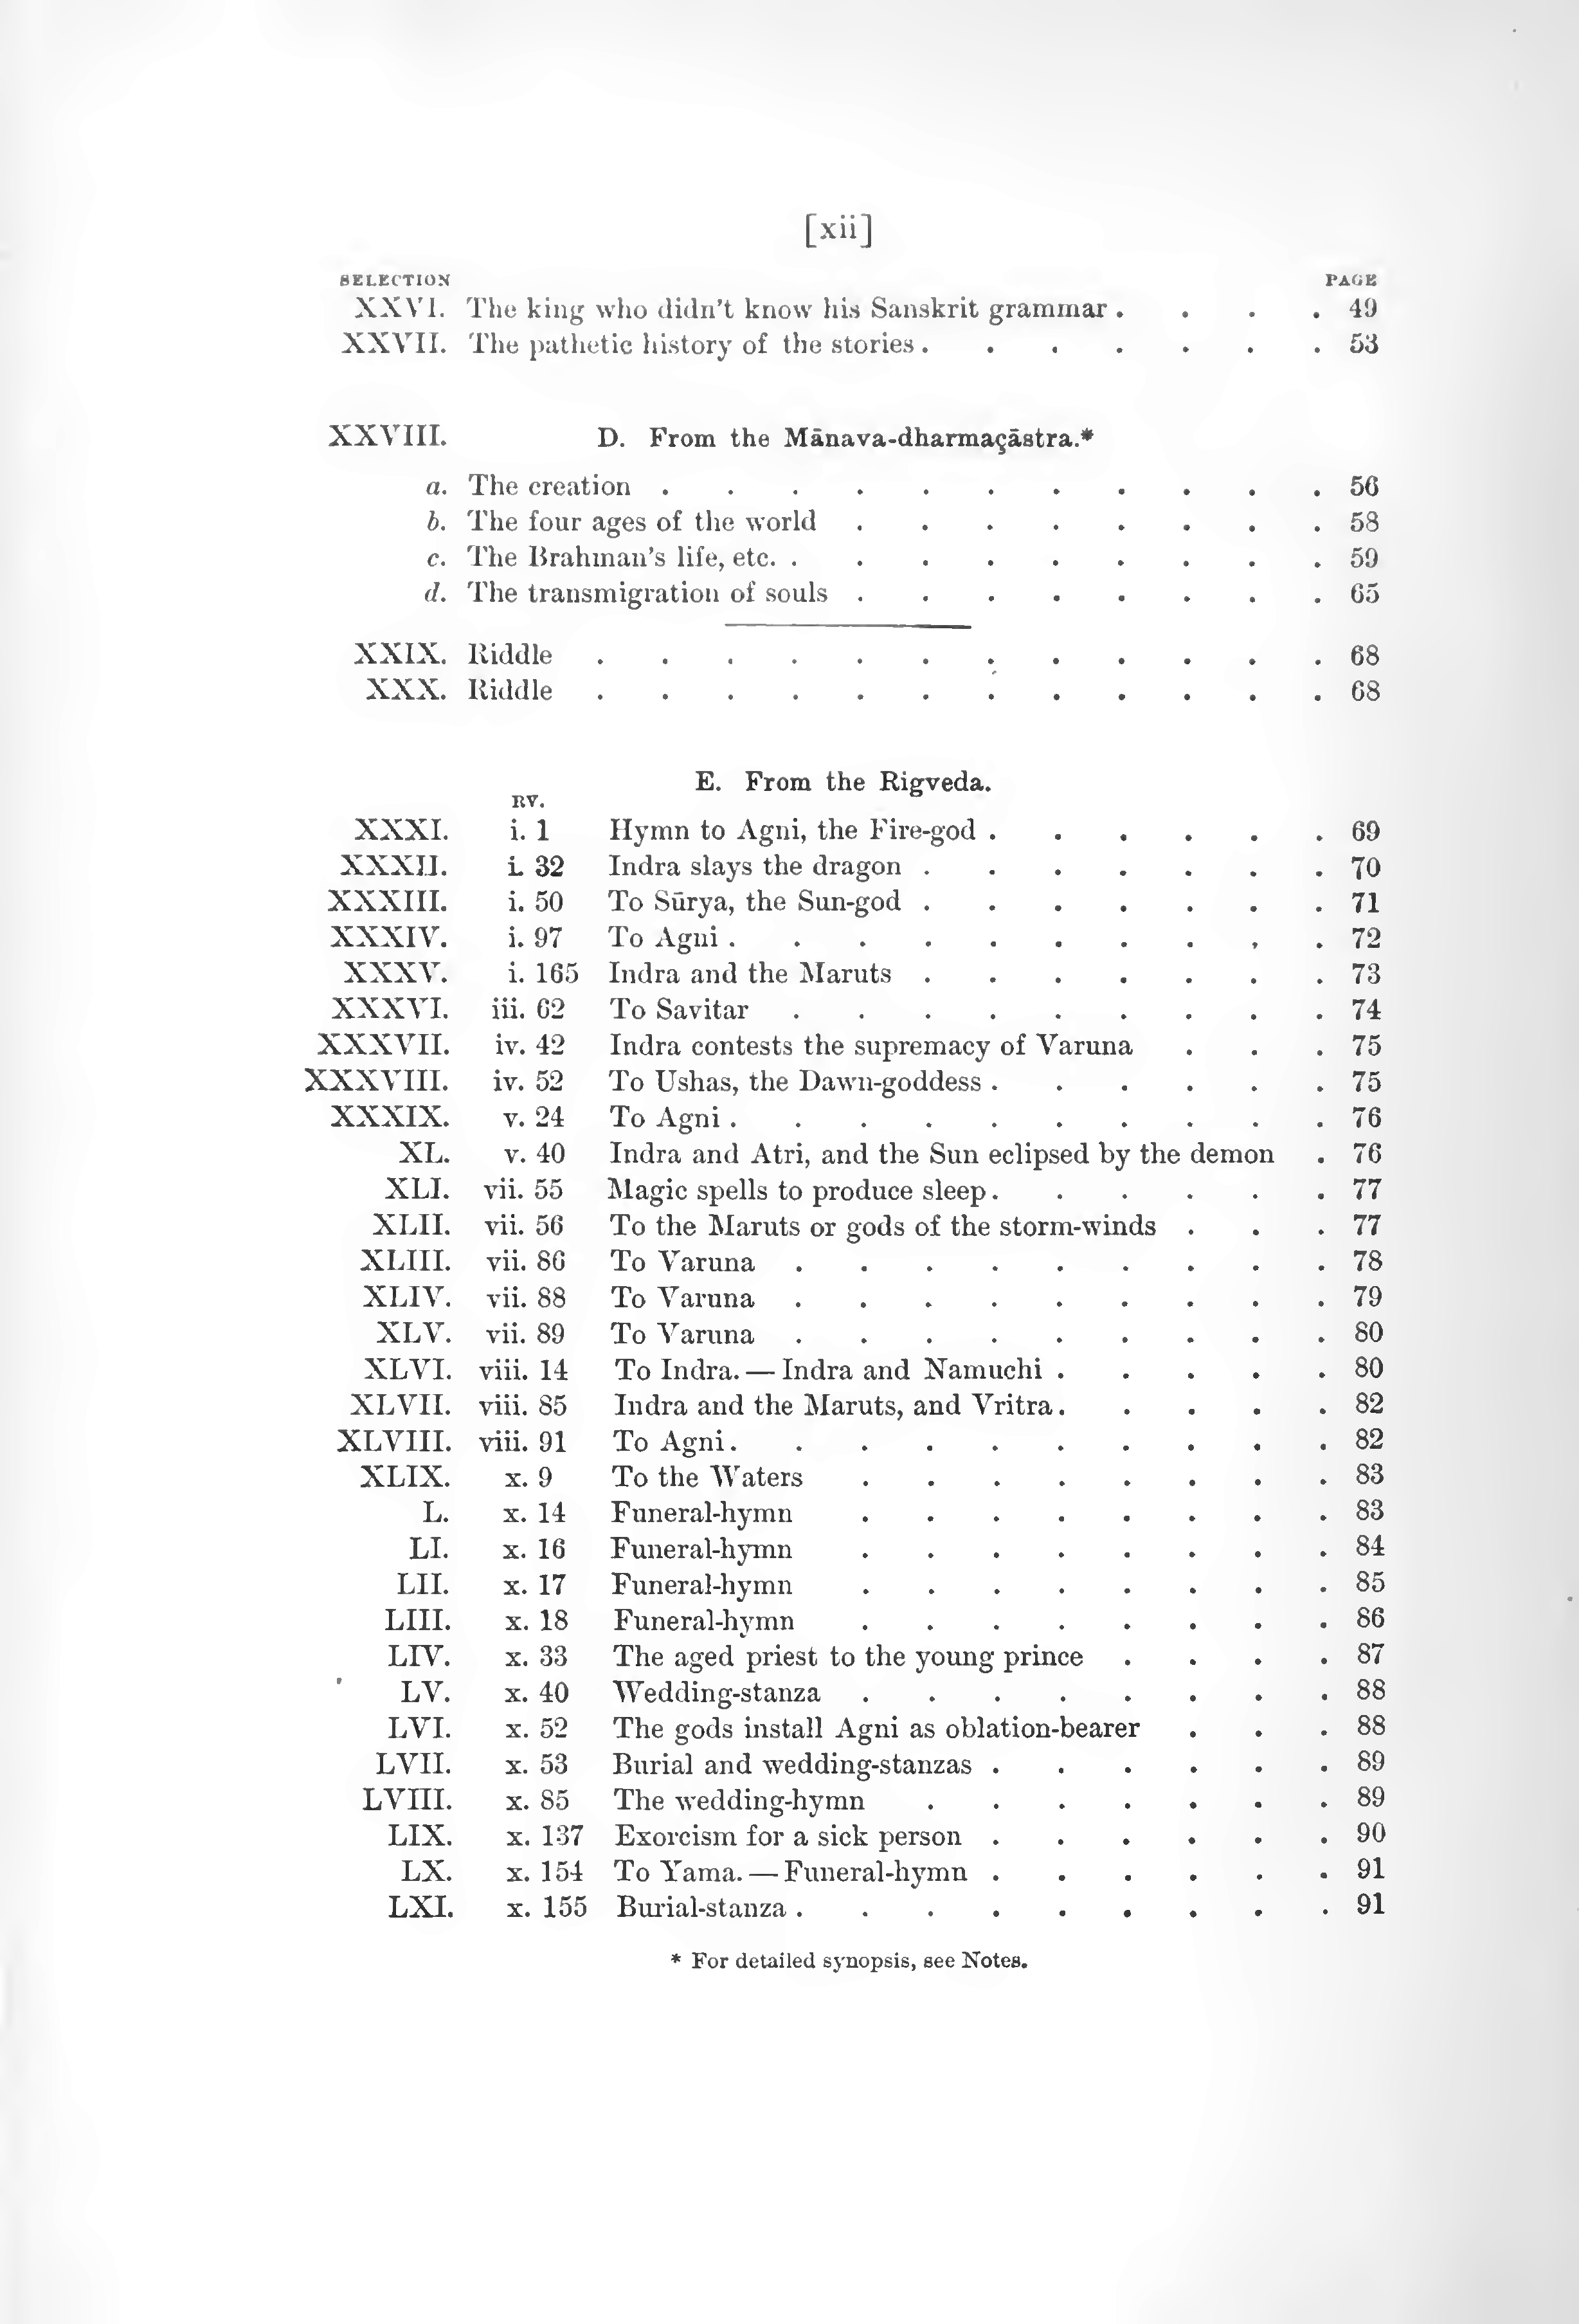 [xii]
SELECTION PAGE
XXVI. The king who didn't know his Sanskrit grammar . . . . 49
XXVII. The pathetic history of the stories . . . . . . . 53
XXVIII. D. From the Mānava-dharmaçāstra.*
a. The creation . . . . . . . . . . . 56
b. The four ages of the world . . . . . . . . 58
c. The Brahman's life, etc. . . . . . . . . . 59
d. The transmigration of souls . . . . . . . . 65
XXIX. Riddle . . . . . . . . . . . . 68
XXX. Riddle . . . . . . . . . . . . 68
E. From the Rigveda.
RV.
XXXI. i. 1 Hymn to Agni, the Fire-god . . . . . . 69
XXXII. i. 32 Indra slays the dragon . . . . . . . 70
XXXIII. i. 50 To Sūrya, the Sun-god . . . . . . . 71
XXXIV. i. 97 To Agni . . . . . . . . . . 72
XXXV. i. 165 Indra and the Maruts . . . . . . . 73
XXXVI. iii. 62 To Savitar . . . . . . . . . 74
XXXVII. iv. 42 Indra contests the supremacy of Varuna . . . 75
XXXVIII. iv. 52 To Ushas, the Dawn-goddess . . . . . . 75
XXXIX. v. 24 To Agni . . . . . . . . . . 76
XL. v. 40 Indra and Atri, and the Sun eclipsed by the demon . 76
XLI. vii. 55 Magic spells to produce sleep . . . . . . 77
XLII. vii. 56 To the Maruts or gods of the storm-winds . . . 77
XLIII. vii. 86 To Varuna . . . . . . . . . 78
XLIV. vii. 88 To Varuna . . . . . . . . . 79
XLV. vii. 89 To Varuna . . . . . . . . . 80
XLVI. viii. 14 To Indra. — Indra and Namuchi . . . . . 80
XLVII. viii. 85 Indra and the Maruts, and Vritra . . . . . 82
XLVIII. viii. 91 To Agni . . . . . . . . . . 82
XLIX. x. 9 To the Waters . . . . . . . . 83
L. x. 14 Funeral-hymn . . . . . . . . 83
LI. x. 16 Funeral-hymn . . . . . . . . 84
LII. x. 17 Funeral-hymn . . . . . . . . 85
LIII. x. 18 Funeral-hymn . . . . . . . . 86
LIV. x. 33 The aged priest to the young prince . . . . 87
LV. x. 40 Wedding-stanza . . . . . . . . 88
LVI. x. 52 The gods install Agni as oblation-bearer . . . 88
LVII. x. 53 Burial and wedding-stanzas . . . . . . 89
LVIII. x. 85 The wedding-hymn . . . . . . . 89
LIX. x. 137 Exorcism for a sick person . . . . . . 90
LX. x. 154 To Yama. — Funeral-hymn . . . . . . 91
LXI. x. 155 Burial-stanza . . . . . . . . . 91
* For detailed synopsis, see Notes.